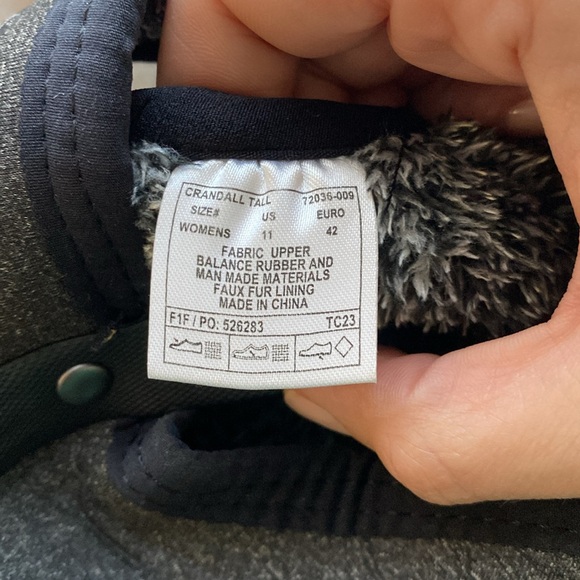 CRANDALL TALL 72036-009
SIZE# US EURO
WOMENS 11 42
FABRIC UPPER
BALANCE RUBBER AND
MAN MADE MATERIALS
FAUX FUR LINING
MADE IN CHINA
F1F / PO: 526283 TC23